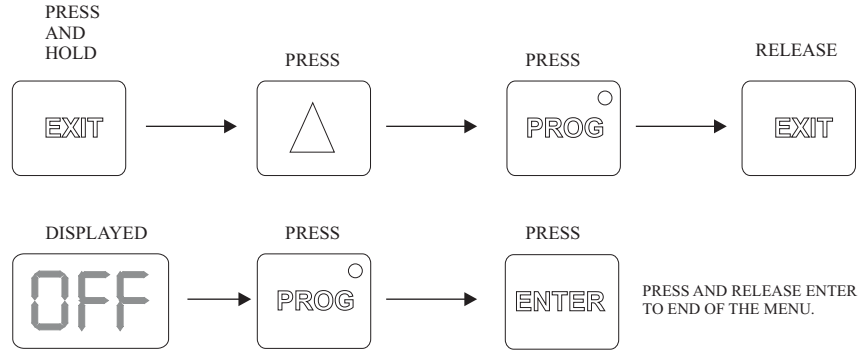 PRESS
AND
HOLD
PRESS
PRESS
RELEASE
EXIT
PROG
EXIT
DISPLAYED
PRESS
PRESS
OFF
PROG
ENTER
PRESS AND RELEASE ENTER
TO END OF THE MENU.